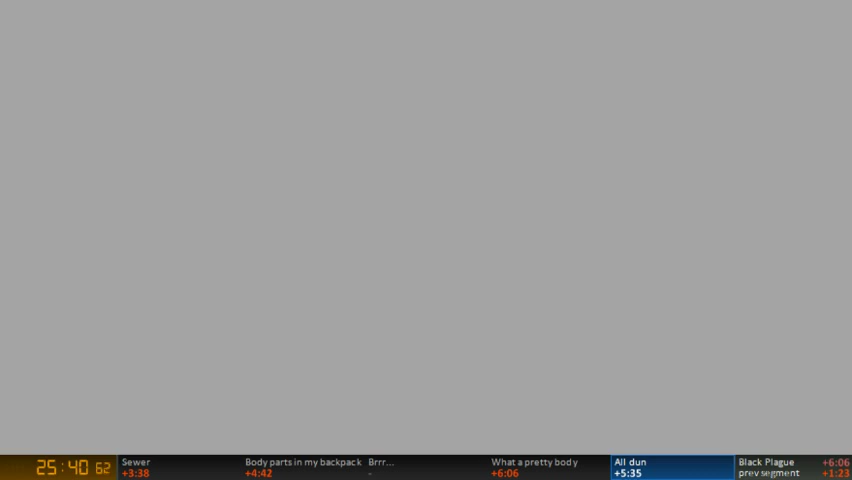 25:40 62
Sewer
+3:38
Body parts in my backpack
+4:42
Brrr...
-
What a pretty body
+6:06
All dun
+5:35
Black Plague +6:06
prev segment +1:23